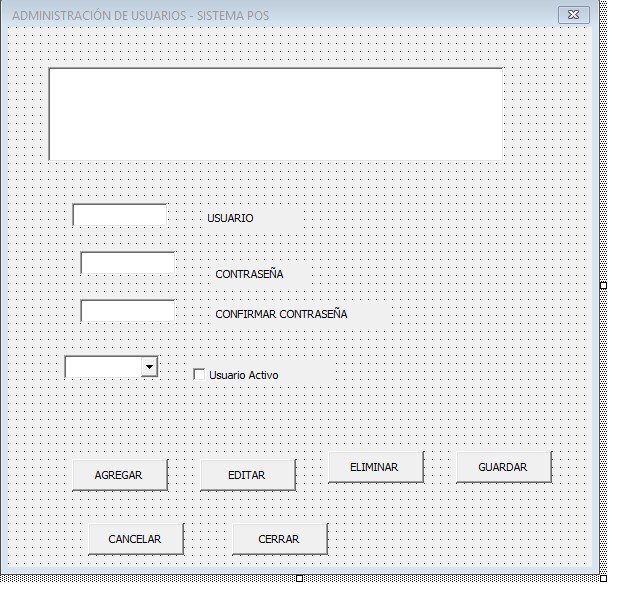 ADMINISTRACIÓN DE USUARIOS - SISTEMA POS
USUARIO
CONTRASEÑA
CONFIRMAR CONTRASEÑA
Usuario Activo
AGREGAR
EDITAR
ELIMINAR
GUARDAR
CANCELAR
CERRAR